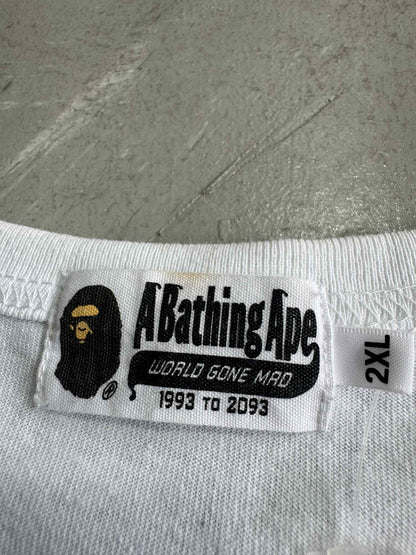 A Bathing Ape
®
WORLD GONE MAD
1993 TO 2093
2XL